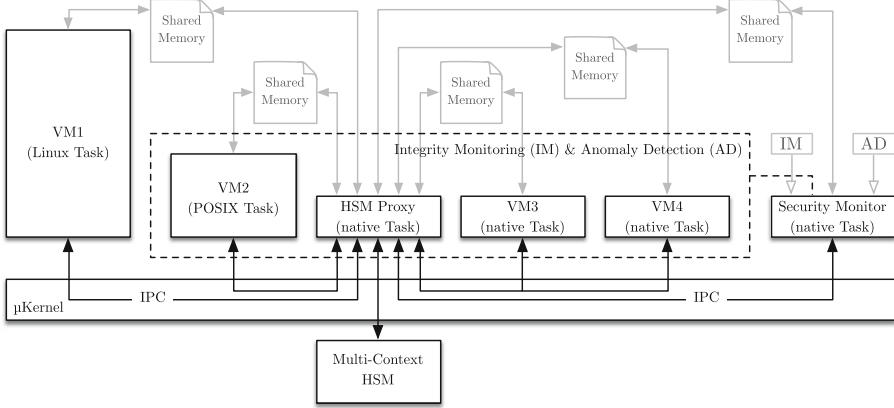 Shared
Memory
Shared
Memory
Shared
Memory
Shared
Memory
Shared
Memory
VM1
(Linux Task)
Integrity Monitoring (IM) & Anomaly Detection (AD)
IM
AD
VM2
(POSIX Task)
HSM Proxy
(native Task)
VM3
(native Task)
VM4
(native Task)
Security Monitor
(native Task)
IPC
IPC
µKernel
Multi-Context
HSM